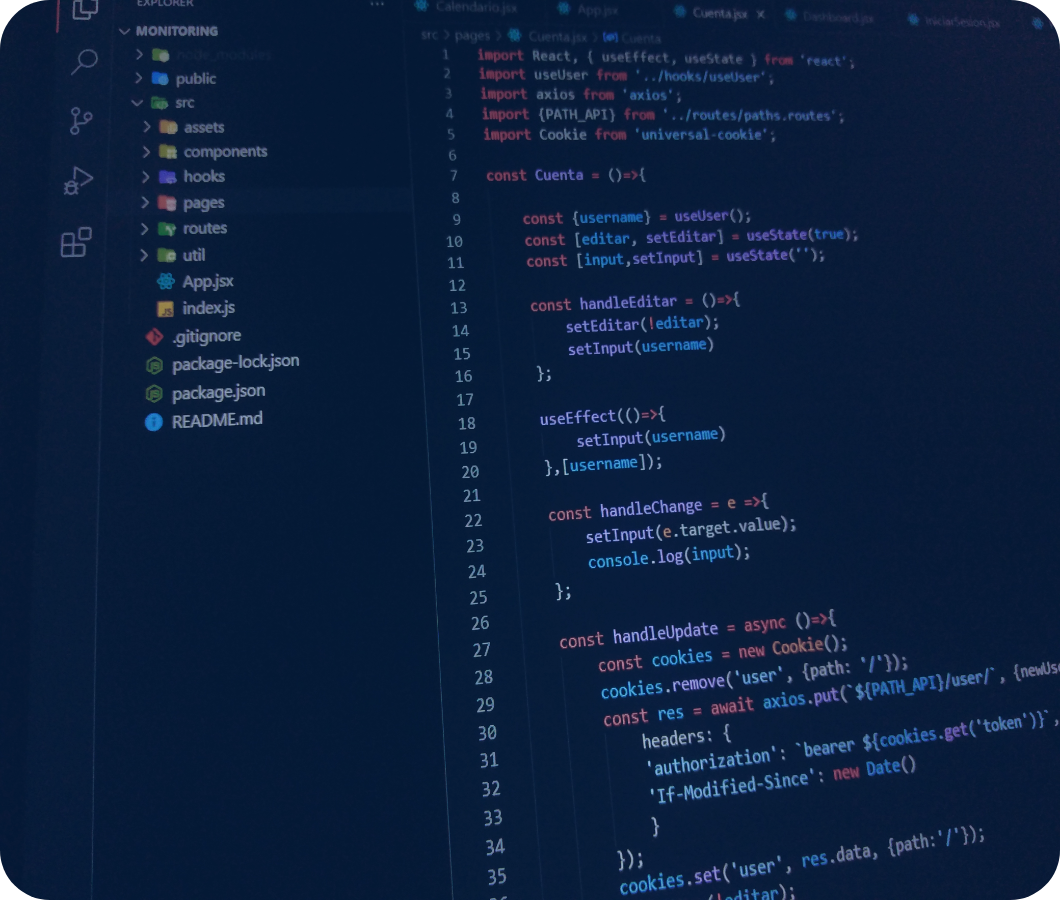 EXPLORER
MONITORING
node_modules
public
src
assets
components
hooks
pages
routes
util
App.jsx
index.js
.gitignore
package-lock.json
package.json
README.md
Calendario.jsx
App.jsx
Cuenta.jsx
Dashboard.jsx
IniciarSesion.jsx
src > pages > Cuenta.jsx > Cuenta
1 import React, { useEffect, useState } from 'react';
2 import useUser from '../hooks/useUser';
3 import axios from 'axios';
4 import {PATH_API} from '../routes/paths.routes';
5 import Cookie from 'universal-cookie';
6
7 const Cuenta = ()=>{
8
9 const {username} = useUser();
10 const [editar, setEditar] = useState(true);
11 const [input,setInput] = useState('');
12
13 const handleEditar = ()=>{
14 setEditar(!editar);
15 setInput(username)
16 };
17
18 useEffect(()=>{
19 setInput(username)
20 },[username]);
21
22 const handleChange = e =>{
23 setInput(e.target.value);
24 console.log(input);
25 };
26
27 const handleUpdate = async ()=>{
28 const cookies = new Cookie();
29 cookies.remove('user', {path: '/'});
30 const res = await axios.put(`${PATH_API}/user/`, {newUs
31 headers: {
32 'authorization': `bearer ${cookies.get('token')}`,
33 'If-Modified-Since': new Date()
34 }
35 });
cookies.set('user', res.data, {path:'/'});
(!editar);